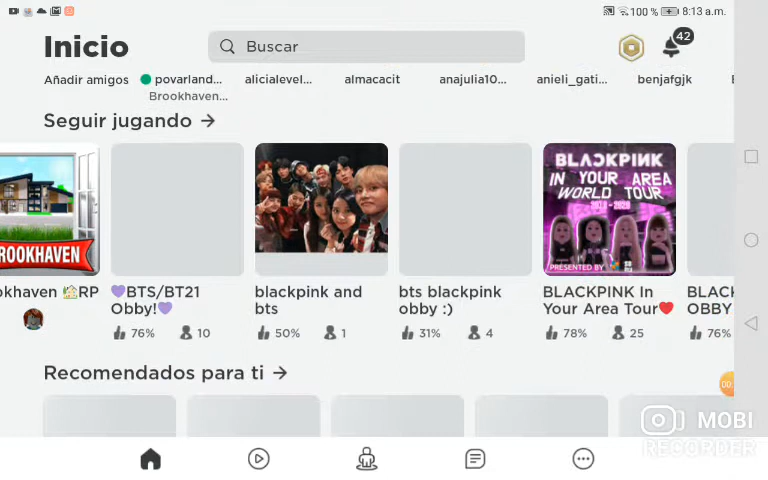 100 % 8:13 a.m.
Inicio
Buscar
42
Añadir amigos
povarland...
alicialevel...
almacacit
anajulia10...
anieli_gati...
benjafgjk
Brookhaven...
Seguir jugando →
BLACKPINK
IN YOUR AREA
WORLD TOUR
PRESENTED BY
ROOKHAVEN
okhaven 🏡RP
💜BTS/BT21
Obby!💜
blackpink and
bts
bts blackpink
obby :)
BLACKPINK In
Your Area Tour❤️
BLACK
OBBY
76% 10
50% 1
31% 4
78% 25
76%
Recomendados para ti →
00:
MOBI
RECORDER